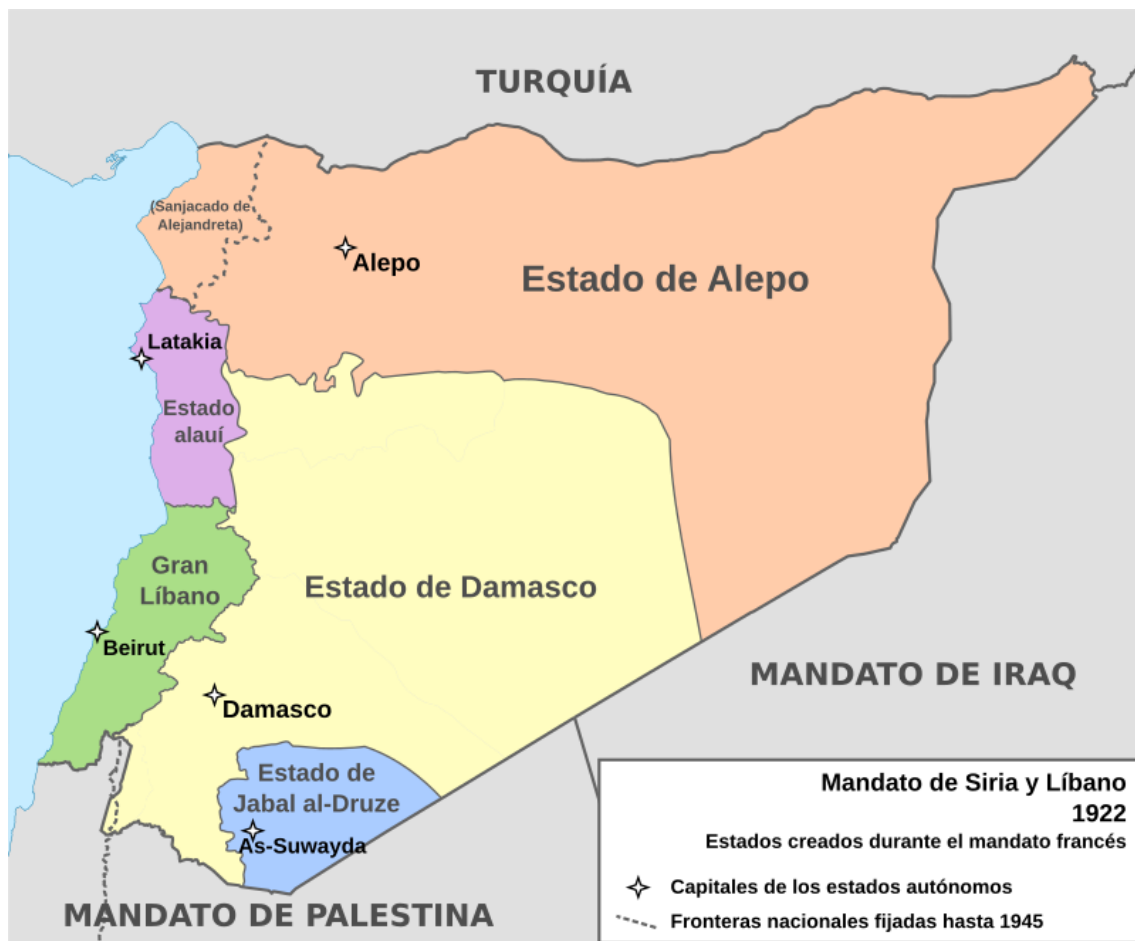 TURQUÍA
(Sanjacado de
Alejandreta)
Alepo
Estado de Alepo
Latakia
Estado
alauí
Gran
Líbano
Estado de Damasco
Beirut
MANDATO DE IRAQ
Damasco
Estado de
Jabal al-Druze
As-Suwayda
MANDATO DE PALESTINA
Mandato de Siria y Líbano
1922
Estados creados durante el mandato francés
Capitales de los estados autónomos
Fronteras nacionales fijadas hasta 1945